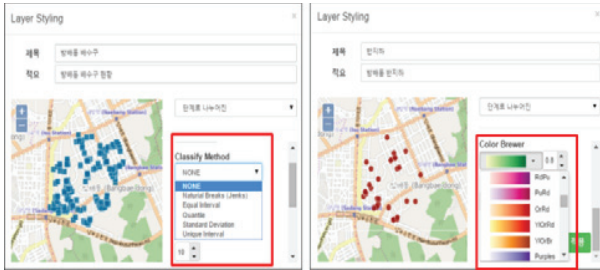 Layer Styling
×
제목
방배동 배수구
적요
방배동 배수구 현황
단계로 나누어진
Classify Method
NONE
NONE
Natural Breaks (Jenks)
Equal Interval
Quantile
Standard Deviation
Unique Interval
10
Layer Styling
×
제목
반지하
적요
방배동 반지하
단계로 나누어진
Color Brewer
0.8
RdPu
PuRd
OrRd
YlOrRd
YlOrBr
Purples